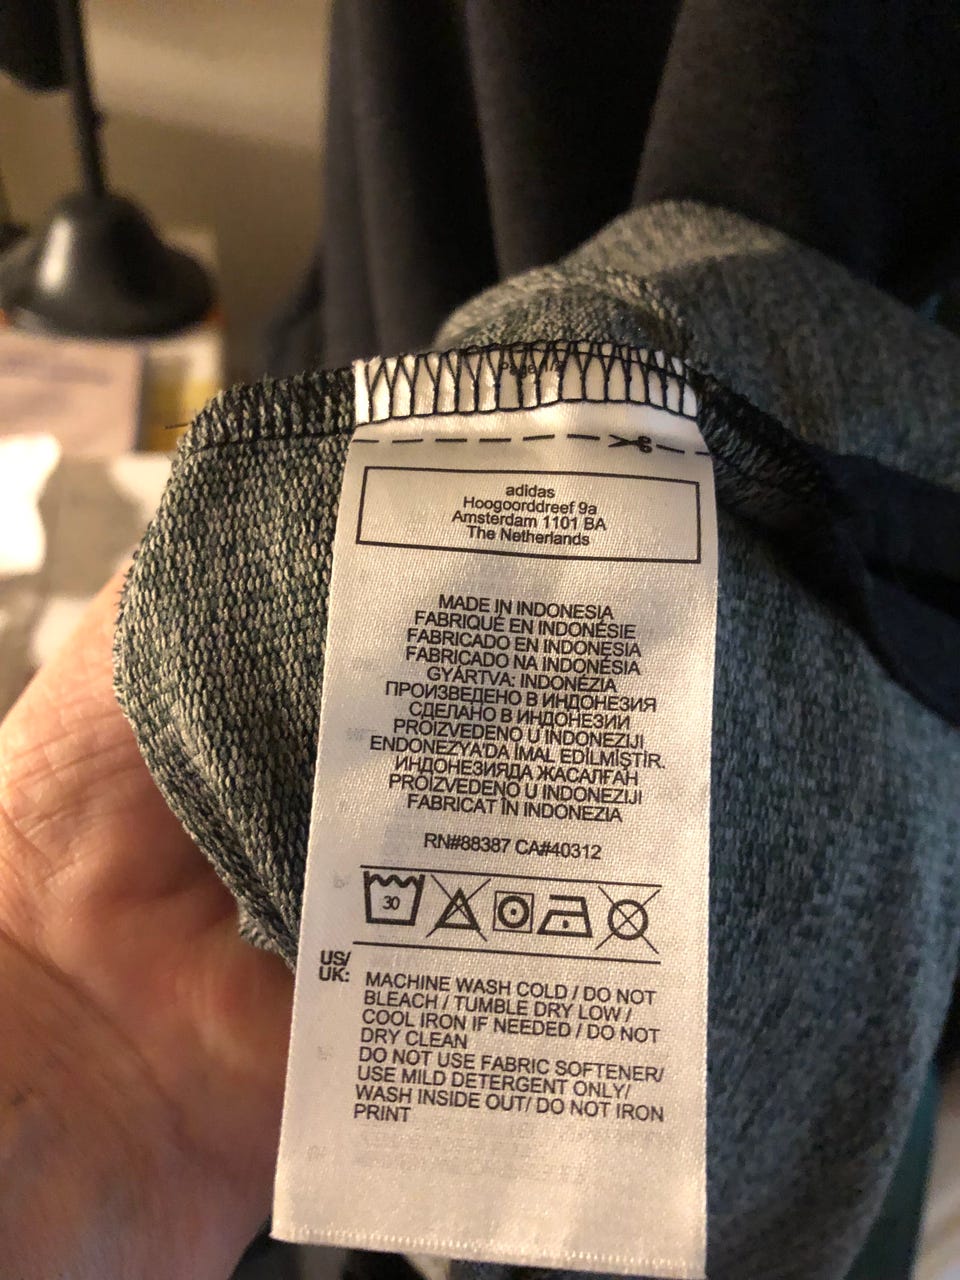 adidas
Hoogoorddreef 9a
Amsterdam 1101 BA
The Netherlands
MADE IN INDONESIA
FABRIQUÉ EN INDONÉSIE
FABRICADO EN INDONESIA
FABRICADO NA INDONÉSIA
GYÁRTVA: INDONÉZIA
ПРОИЗВЕДЕНО В ИНДОНЕЗИЯ
СДЕЛАНО В ИНДОНЕЗИИ
PROIZVEDENO U INDONEZIJI
ENDONEZYA'DA İMAL EDİLMİŞTİR.
ИНДОНЕЗИЯДА ЖАСАЛҒАН
PROIZVEDENO U INDONEZIJI
FABRICAT ÎN INDONEZIA
RN#88387 CA#40312
30
US/
UK:
MACHINE WASH COLD / DO NOT
BLEACH / TUMBLE DRY LOW /
COOL IRON IF NEEDED / DO NOT
DRY CLEAN
DO NOT USE FABRIC SOFTENER/
USE MILD DETERGENT ONLY/
WASH INSIDE OUT/ DO NOT IRON
PRINT